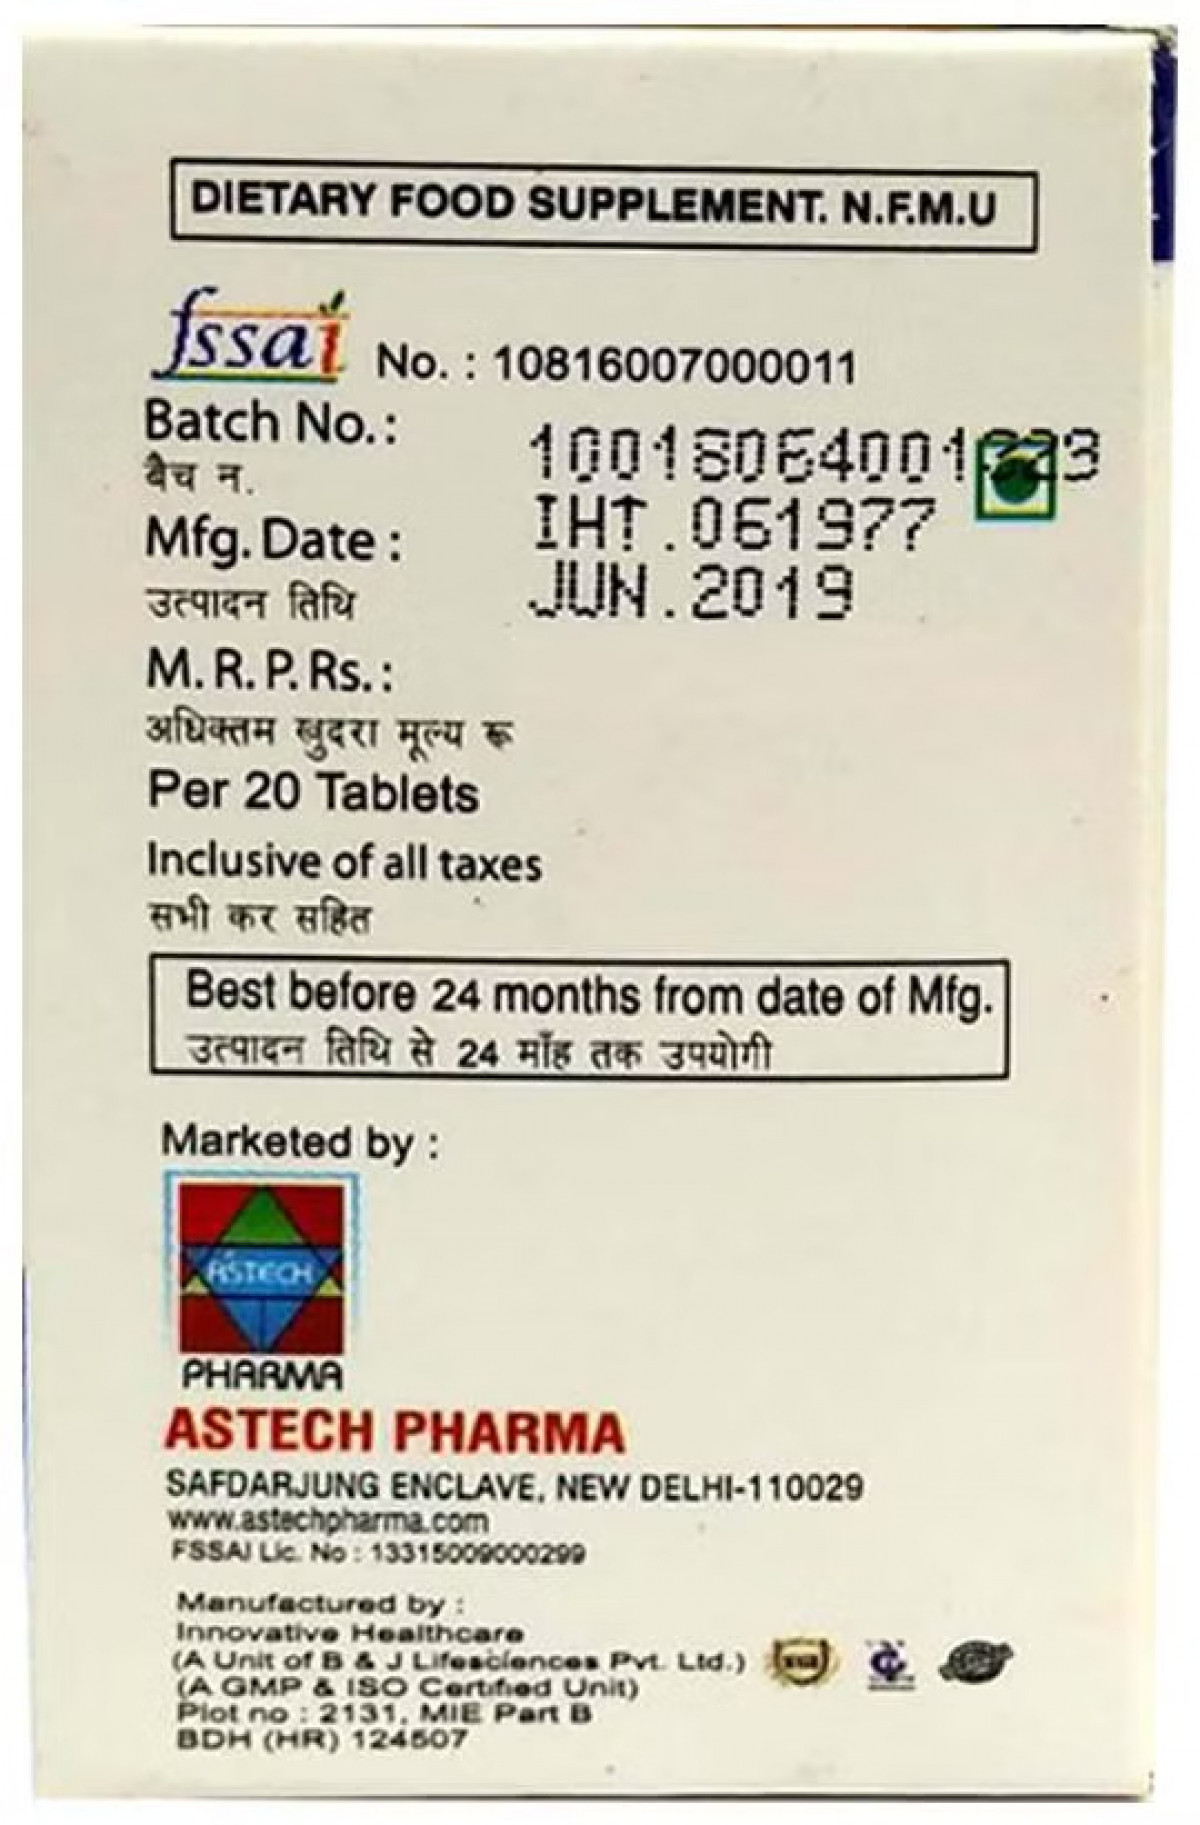 DIETARY FOOD SUPPLEMENT. N.F.M.U
fssai No. : 10816007000011
Batch No.:
बैच न.
10018064001
IHT.061977
Mfg. Date :
उत्पादन तिथि
JUN.2019
M.R.P. Rs. :
अधिक्तम खुदरा मूल्य रू
Per 20 Tablets
Inclusive of all taxes
सभी कर सहित
Best before 24 months from date of Mfg.
उत्पादन तिथि से 24 माँह तक उपयोगी
Marketed by :
ASTECH
PHARMA
ASTECH PHARMA
SAFDARJUNG ENCLAVE, NEW DELHI-110029
www.astechpharma.com
FSSAI Lic. No : 13315009000299
Manufactured by :
Innovative Healthcare
(A Unit of B & J Lifesciences Pvt. Ltd.)
(A GMP & ISO Certified Unit)
Plot no : 2131, MIE Part B
BDH (HR) 124507